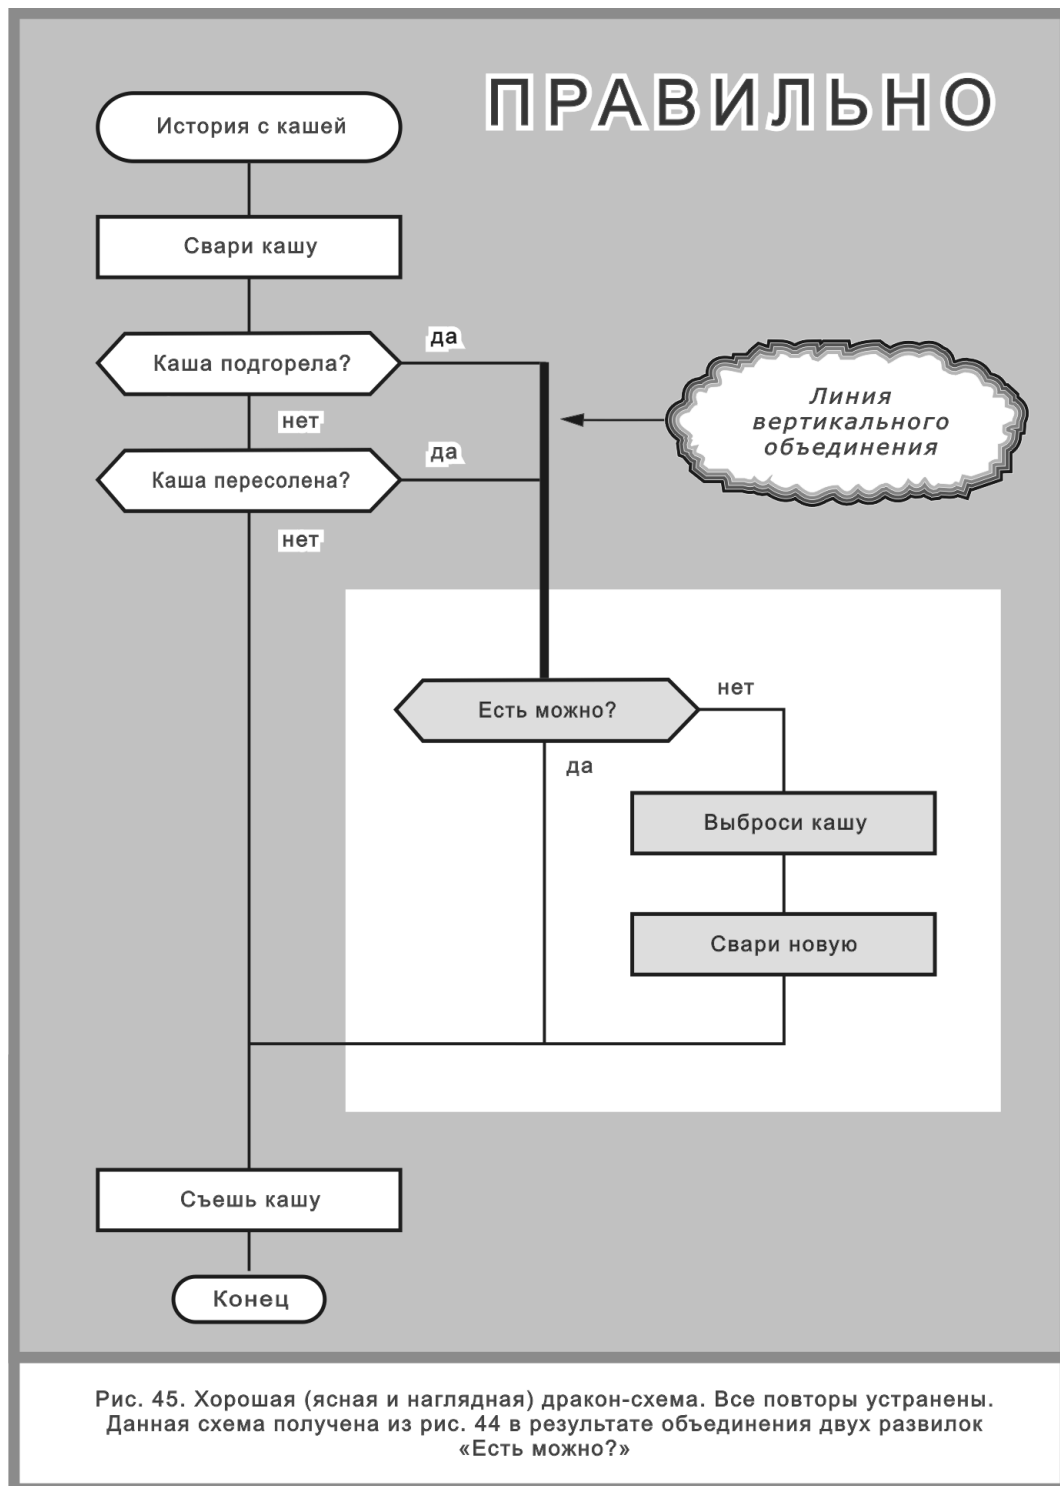 ПРАВИЛЬНО
История с кашей
Свари кашу
Каша подгорела?
да
нет
Каша пересолена?
да
нет
Линия
вертикального
объединения
Есть можно?
нет
да
Выброси кашу
Свари новую
Съешь кашу
Конец
Рис. 45. Хорошая (ясная и наглядная) дракон-схема. Все повторы устранены.
Данная схема получена из рис. 44 в результате объединения двух развилок
«Есть можно?»